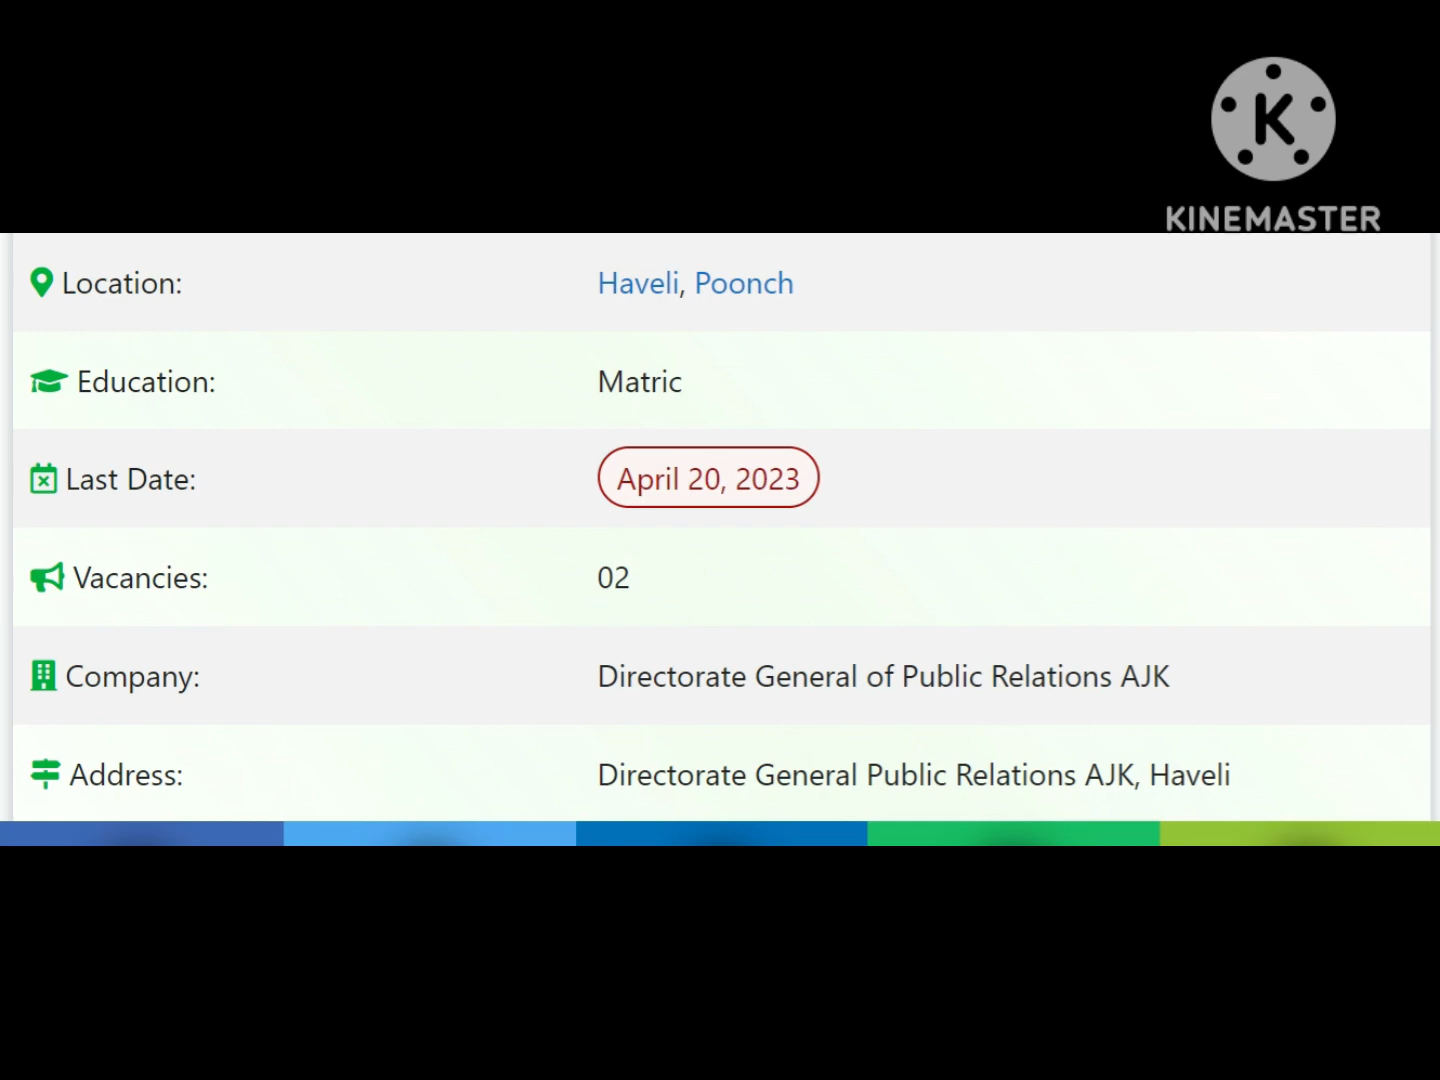 K
KINEMASTER
Location: Haveli, Poonch
Education: Matric
Last Date: April 20, 2023
Vacancies: 02
Company: Directorate General of Public Relations AJK
Address: Directorate General Public Relations AJK, Haveli